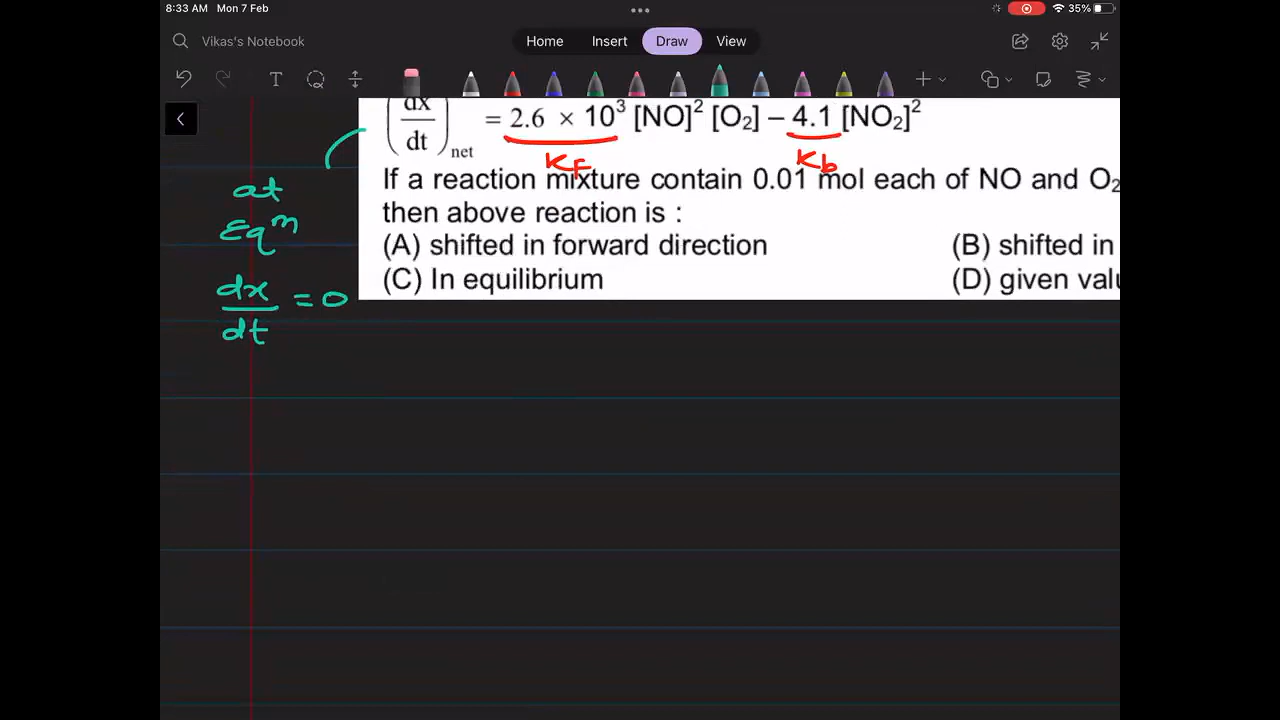 8:33 AM Mon 7 Feb
35%
Vikas's Notebook
Home Insert Draw View
(dx/dt)net = 2.6 × 10³ [NO]² [O₂] – 4.1 [NO₂]²
Kf Kb
If a reaction mixture contain 0.01 mol each of NO and O₂
then above reaction is :
(A) shifted in forward direction (B) shifted in
(C) In equilibrium (D) given
at
Eqᵐ
dx/dt = 0